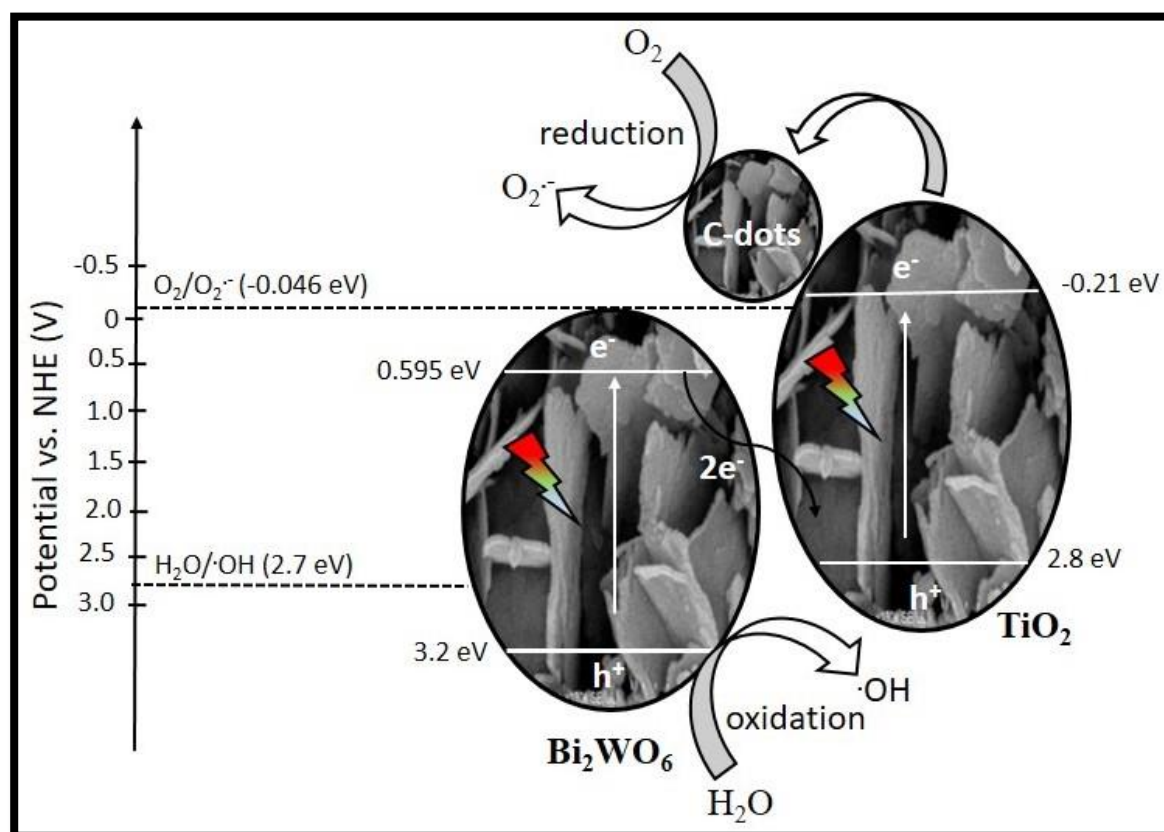 O₂
reduction
O₂·⁻
C-dots
Potential vs. NHE (V)
-0.5
0
0.5
1.0
1.5
2.0
2.5
3.0
O₂/O₂·⁻ (-0.046 eV)
e⁻
-0.21 eV
e⁻
0.595 eV
2e⁻
H₂O/·OH (2.7 eV)
2.8 eV
h⁺
TiO₂
3.2 eV
h⁺
·OH
oxidation
Bi₂WO₆
H₂O